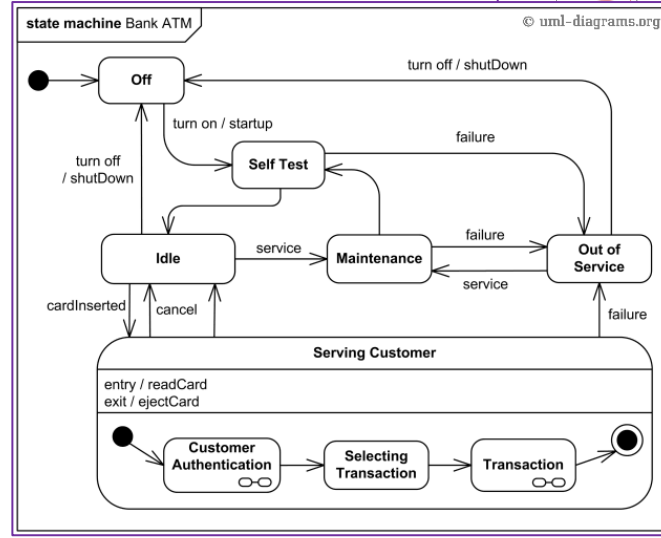 state machine Bank ATM
© uml-diagrams.org
turn off / shutDown
Off
turn on / startup
failure
turn off
/ shutDown
Self Test
Idle
service
Maintenance
failure
service
Out of
Service
cardInserted
cancel
failure
Serving Customer
entry / readCard
exit / ejectCard
Customer
Authentication
Selecting
Transaction
Transaction